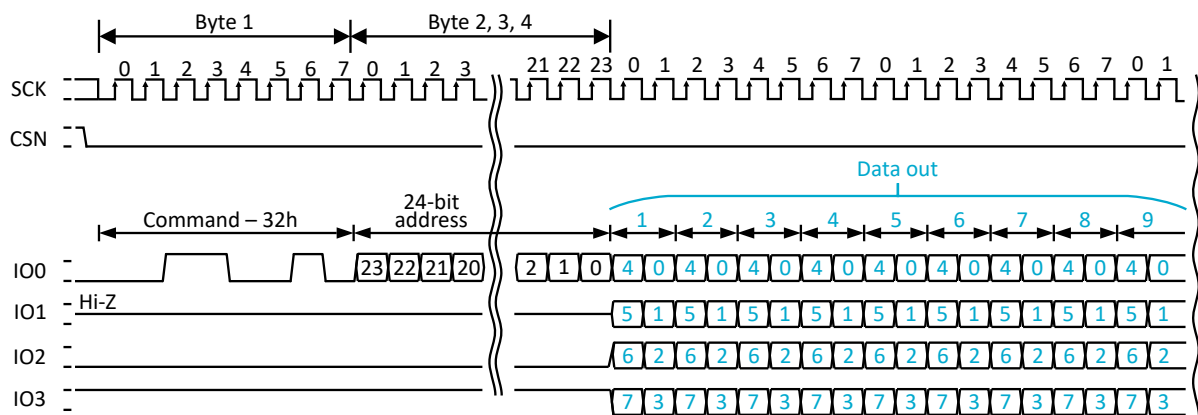 Byte 1 Byte 2, 3, 4
0 1 2 3 4 5 6 7 0 1 2 3 21 22 23 0 1 2 3 4 5 6 7 0 1 2 3 4 5 6 7 0 1
SCK
CSN
Data out
24-bit
Command – 32h address 1 2 3 4 5 6 7 8 9
IO0 23 22 21 20 2 1 0 4 0 4 0 4 0 4 0 4 0 4 0 4 0 4 0 4 0
Hi-Z
IO1 5 1 5 1 5 1 5 1 5 1 5 1 5 1 5 1 5 1
IO2 6 2 6 2 6 2 6 2 6 2 6 2 6 2 6 2 6 2
IO3 7 3 7 3 7 3 7 3 7 3 7 3 7 3 7 3 7 3